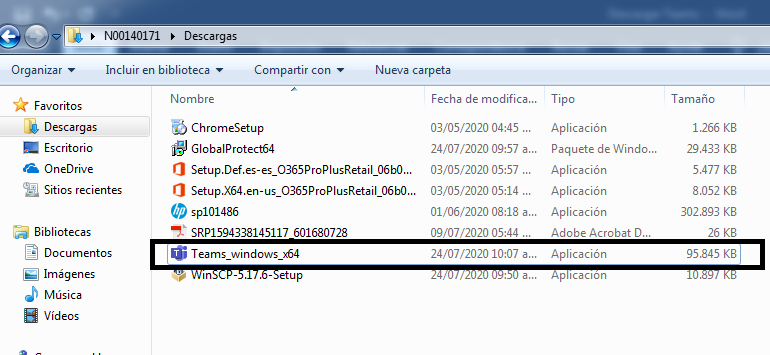 Descargar Teams - Word
N00140171 Descargas
Organizar Incluir en biblioteca Compartir con Nueva carpeta
Favoritos Nombre Fecha de modifica... Tipo Tamaño
Descargas ChromeSetup 03/05/2020 04:45 ... Aplicación 1.266 KB
Escritorio GlobalProtect64 24/07/2020 09:57 a... Paquete de Windo... 29.433 KB
OneDrive Setup.Def.es-es_O365ProPlusRetail_06b0... 03/05/2020 05:14 ... Aplicación 5.477 KB
Sitios recientes Setup.X64.en-us_O365ProPlusRetail_06b0... 03/05/2020 05:14 ... Aplicación 8.052 KB
sp101486 01/06/2020 08:18 a... Aplicación 302.893 KB
Bibliotecas SRP1594338145117_601680728 09/07/2020 05:44 ... Adobe Acrobat D... 26 KB
Documentos Teams_windows_x64 24/07/2020 10:07 a... Aplicación 95.845 KB
Imágenes WinSCP-5.17.6-Setup 24/07/2020 09:50 a... Aplicación 10.897 KB
Música
Vídeos